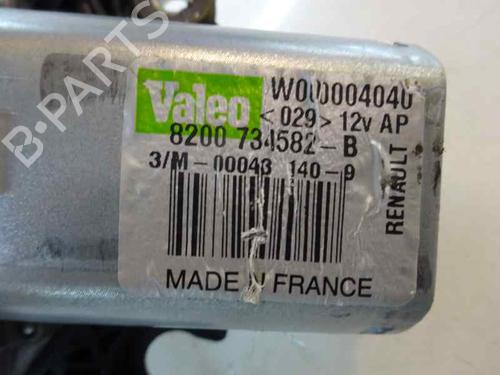 B-PARTS
Valeo
W000004040
<029> 12v AP
8200 734582-B
3/M-00043 140-9
RENAULT
MADE IN FRANCE